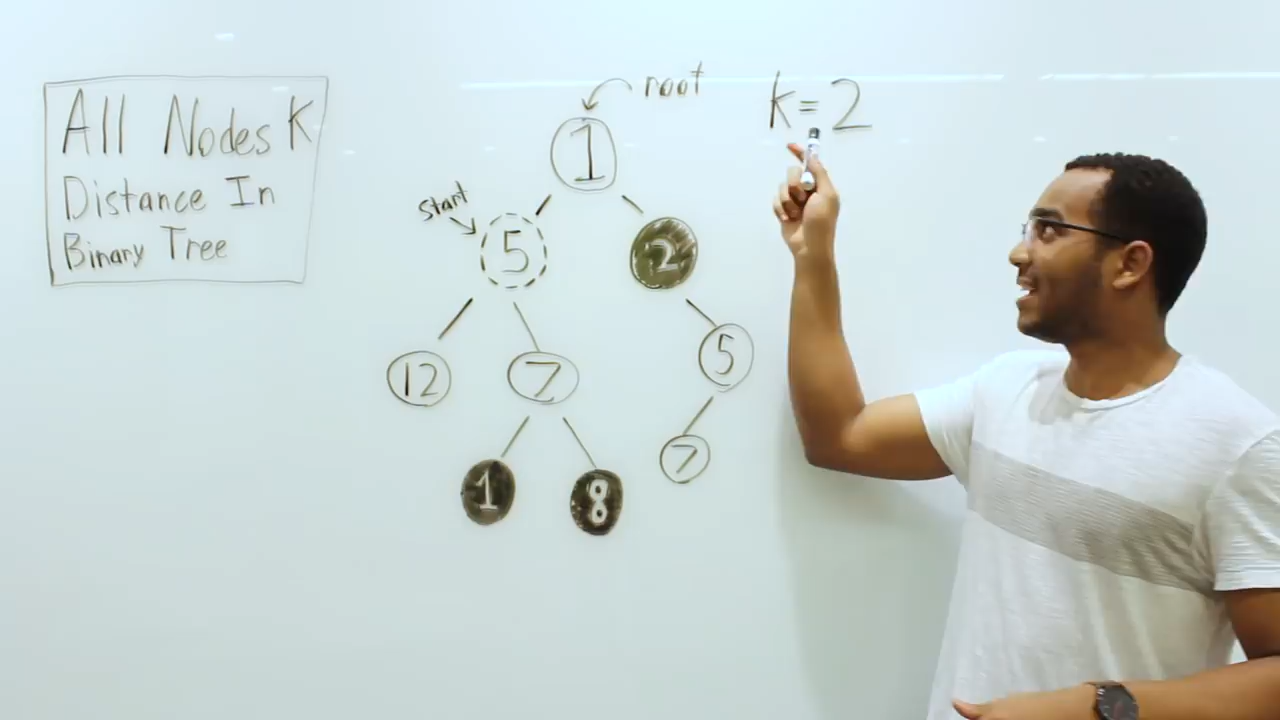 All Nodes K
Distance In
Binary Tree
root
k=2
1
start
5
2
12
7
5
1
8
7